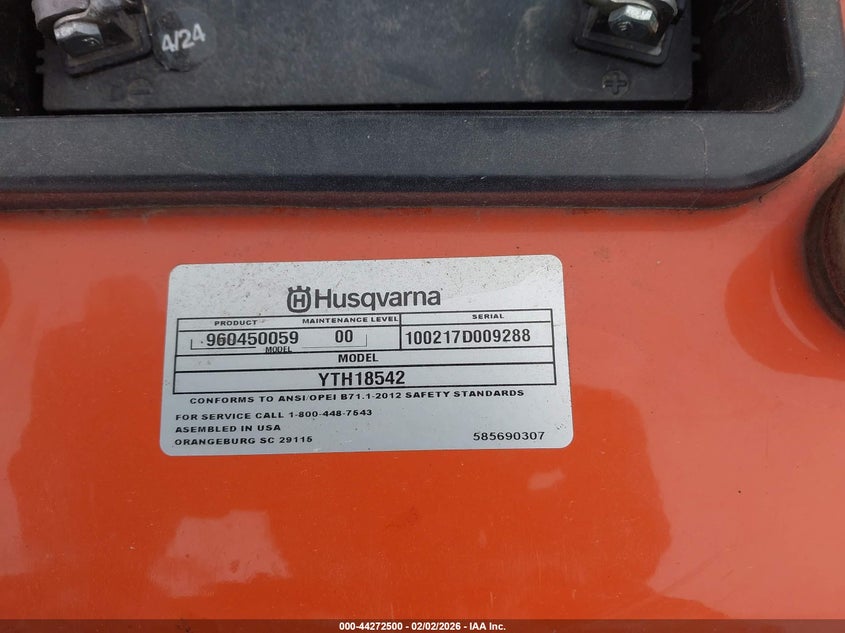 4/24
Husqvarna
PRODUCT MAINTENANCE LEVEL SERIAL
960450059 00 100217D009288
MODEL
MODEL
YTH18542
CONFORMS TO ANSI/OPEI B71.1-2012 SAFETY STANDARDS
FOR SERVICE CALL 1-800-448-7543
ASEMBLED IN USA
ORANGEBURG SC 29115 585690307
000-44272500 | 02/02/2026 - IAA Inc.